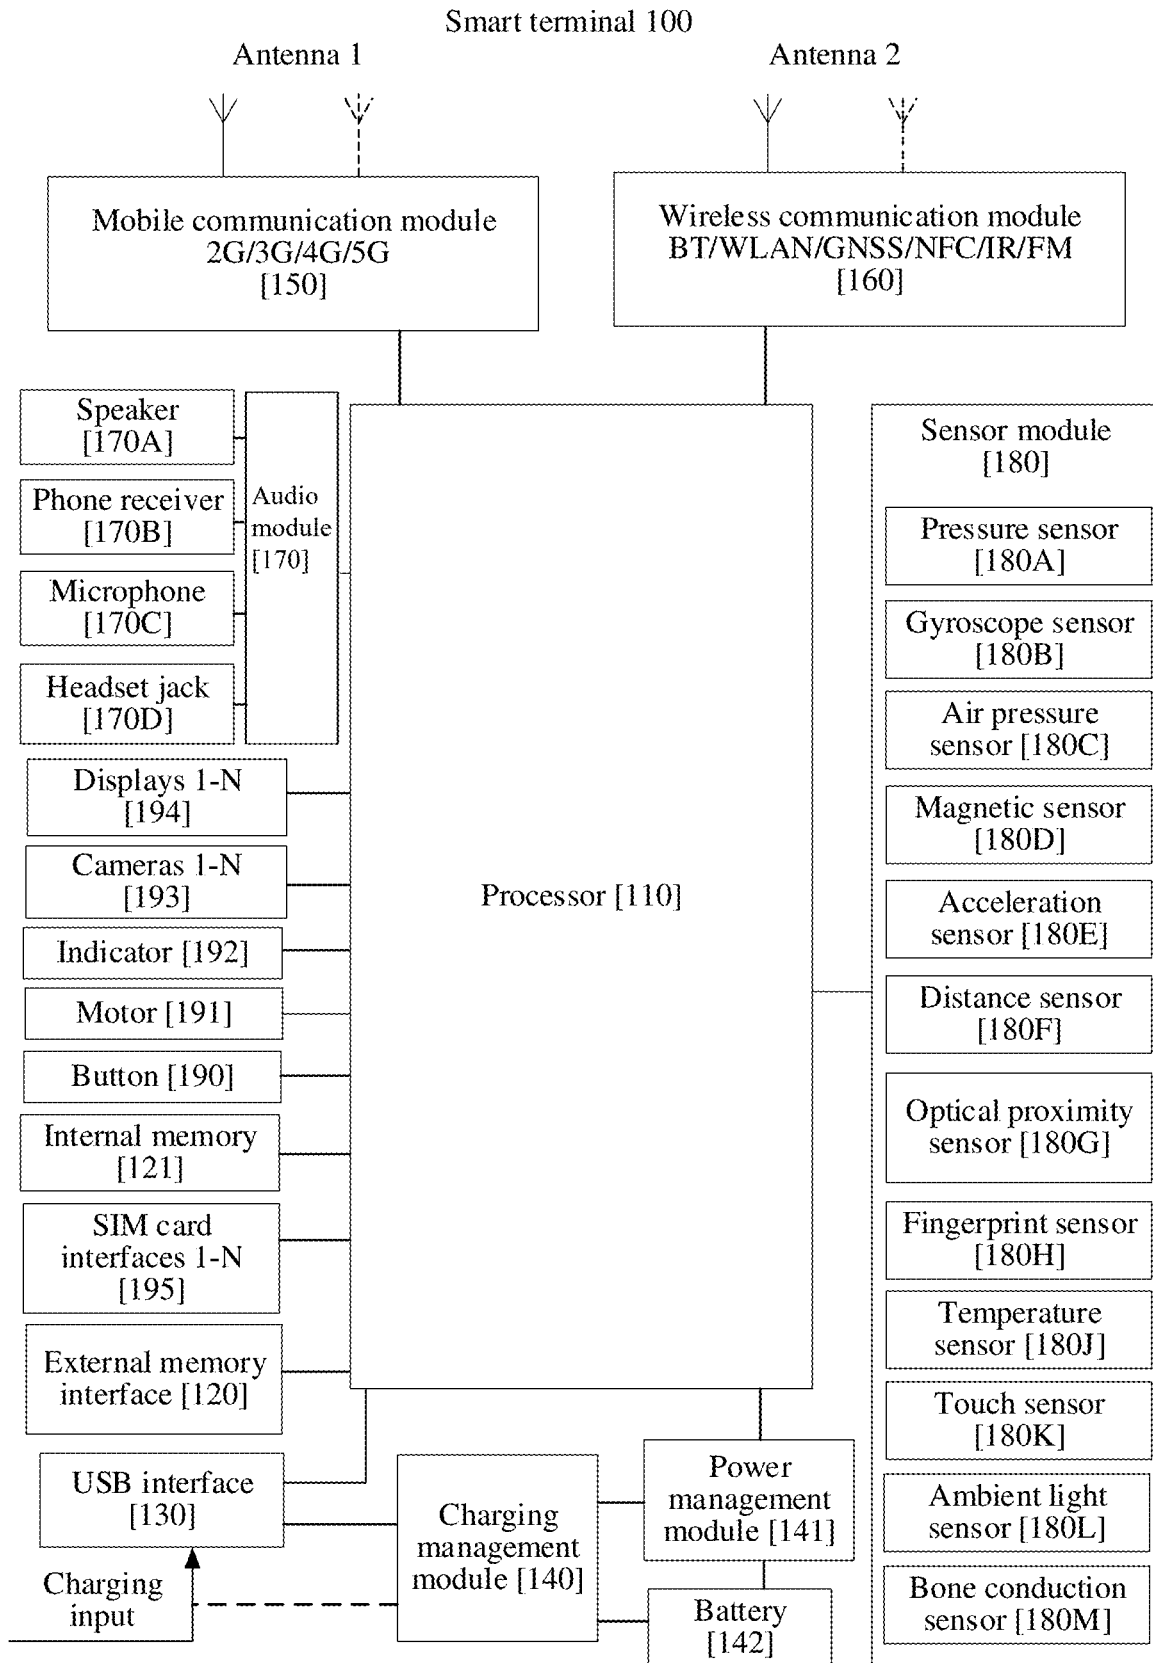 Smart terminal 100
Antenna 1
Antenna 2
Mobile communication module
2G/3G/4G/5G
[150]
Wireless communication module
BT/WLAN/GNSS/NFC/IR/FM
[160]
Speaker
[170A]
Phone receiver
[170B]
Microphone
[170C]
Headset jack
[170D]
Audio
module
[170]
Displays 1-N
[194]
Cameras 1-N
[193]
Indicator [192]
Motor [191]
Button [190]
Internal memory
[121]
SIM card
interfaces 1-N
[195]
External memory
interface [120]
USB interface
[130]
Charging
input
Processor [110]
Charging
management
module [140]
Power
management
module [141]
Battery
[142]
Sensor module
[180]
Pressure sensor
[180A]
Gyroscope sensor
[180B]
Air pressure
sensor [180C]
Magnetic sensor
[180D]
Acceleration
sensor [180E]
Distance sensor
[180F]
Optical proximity
sensor [180G]
Fingerprint sensor
[180H]
Temperature
sensor [180J]
Touch sensor
[180K]
Ambient light
sensor [180L]
Bone conduction
sensor [180M]